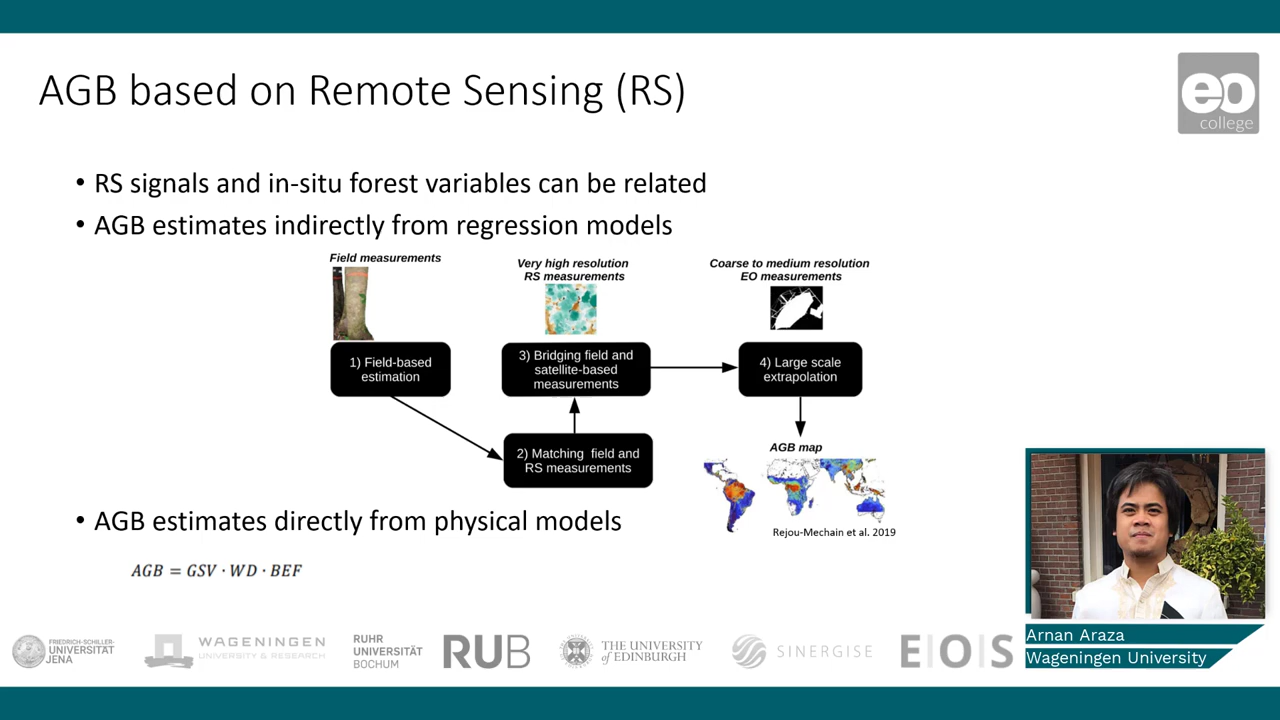 AGB based on Remote Sensing (RS)
eo
college
• RS signals and in-situ forest variables can be related
• AGB estimates indirectly from regression models
Field measurements
Very high resolution
RS measurements
Coarse to medium resolution
EO measurements
1) Field-based
estimation
3) Bridging field and
satellite-based
measurements
4) Large scale
extrapolation
2) Matching field and
RS measurements
AGB map
Rejou-Mechain et al. 2019
• AGB estimates directly from physical models
AGB = GSV · WD · BEF
Arnan Araza
Wageningen University
FRIEDRICH-SCHILLER-
UNIVERSITÄT
JENA
WAGENINGEN
UNIVERSITY & RESEARCH
RUHR
UNIVERSITÄT
BOCHUM
RUB
THE UNIVERSITY
of EDINBURGH
SINERGISE
E|O|S